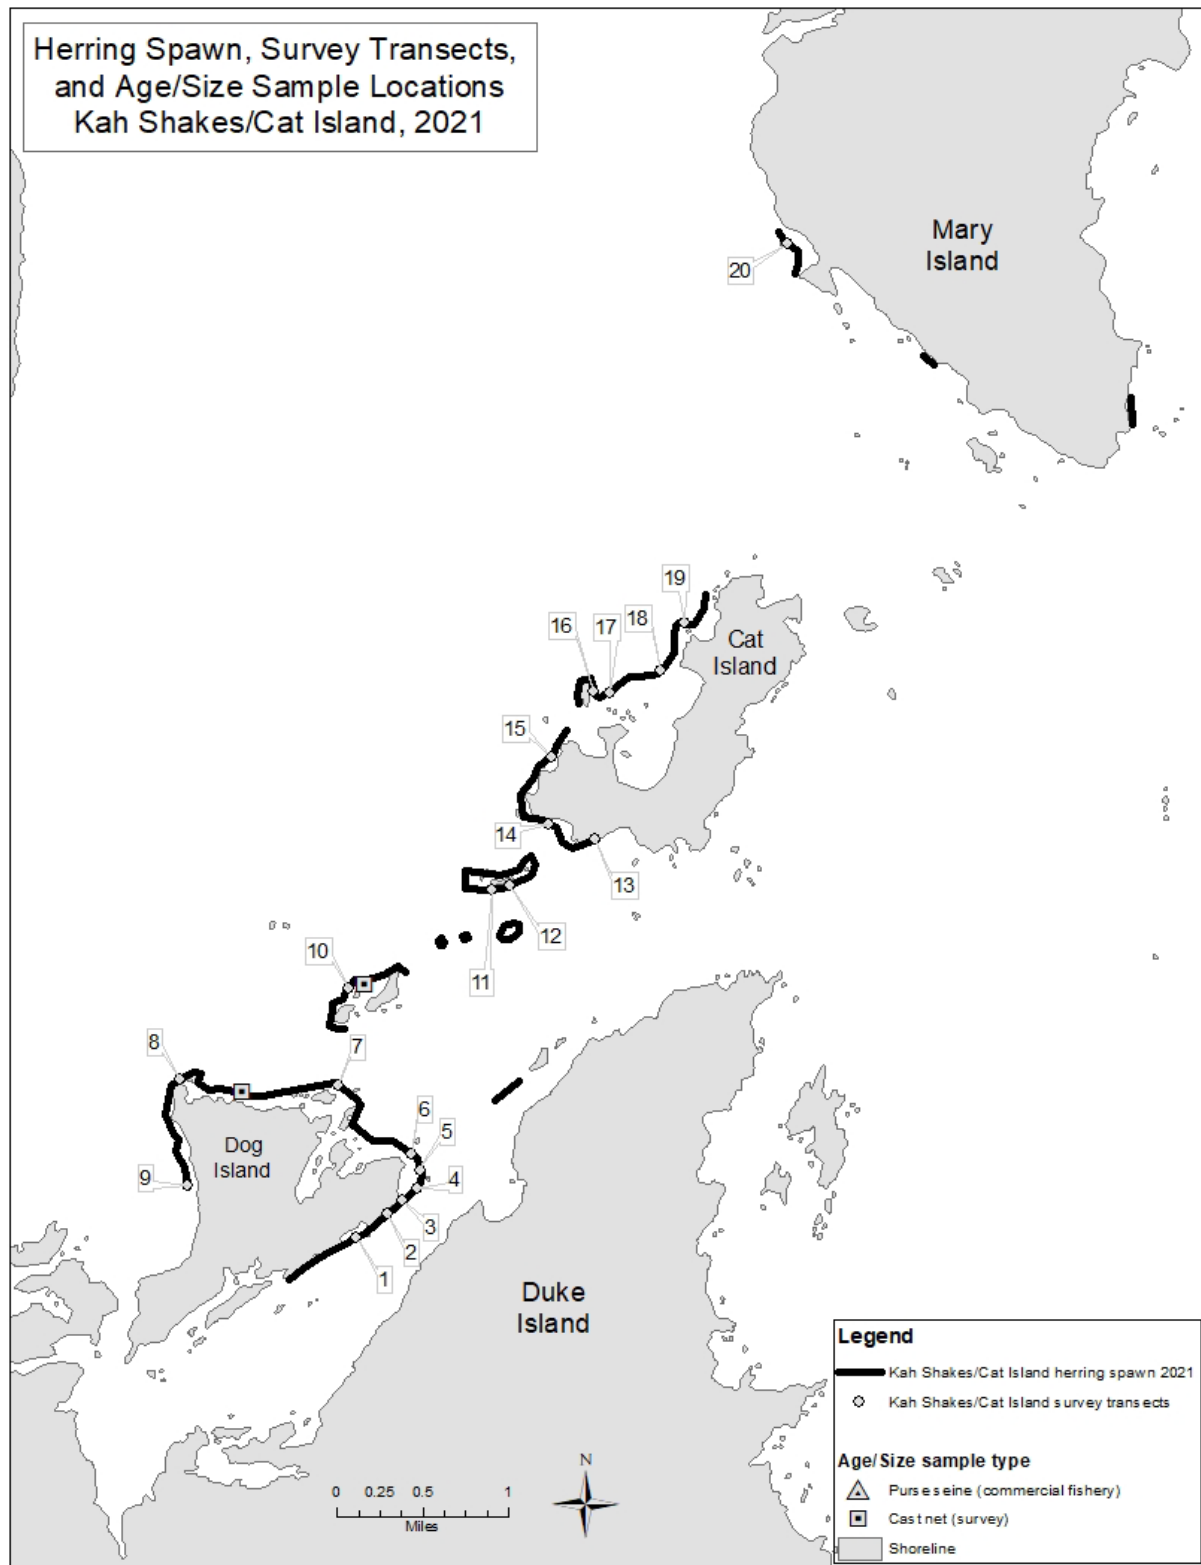 Herring Spawn, Survey Transects,
and Age/Size Sample Locations
Kah Shakes/Cat Island, 2021
Mary
Island
20
19
18
17
16
Cat
Island
15
14
13
12
11
10
8
7
6
5
Dog
Island
9
4
3
2
1
Duke
Island
Legend
Kah Shakes/Cat Island herring spawn 2021
Kah Shakes/Cat Island survey transects
Age/Size sample type
Purse seine (commercial fishery)
Cast net (survey)
Shoreline
N
0 0.25 0.5 1
Miles